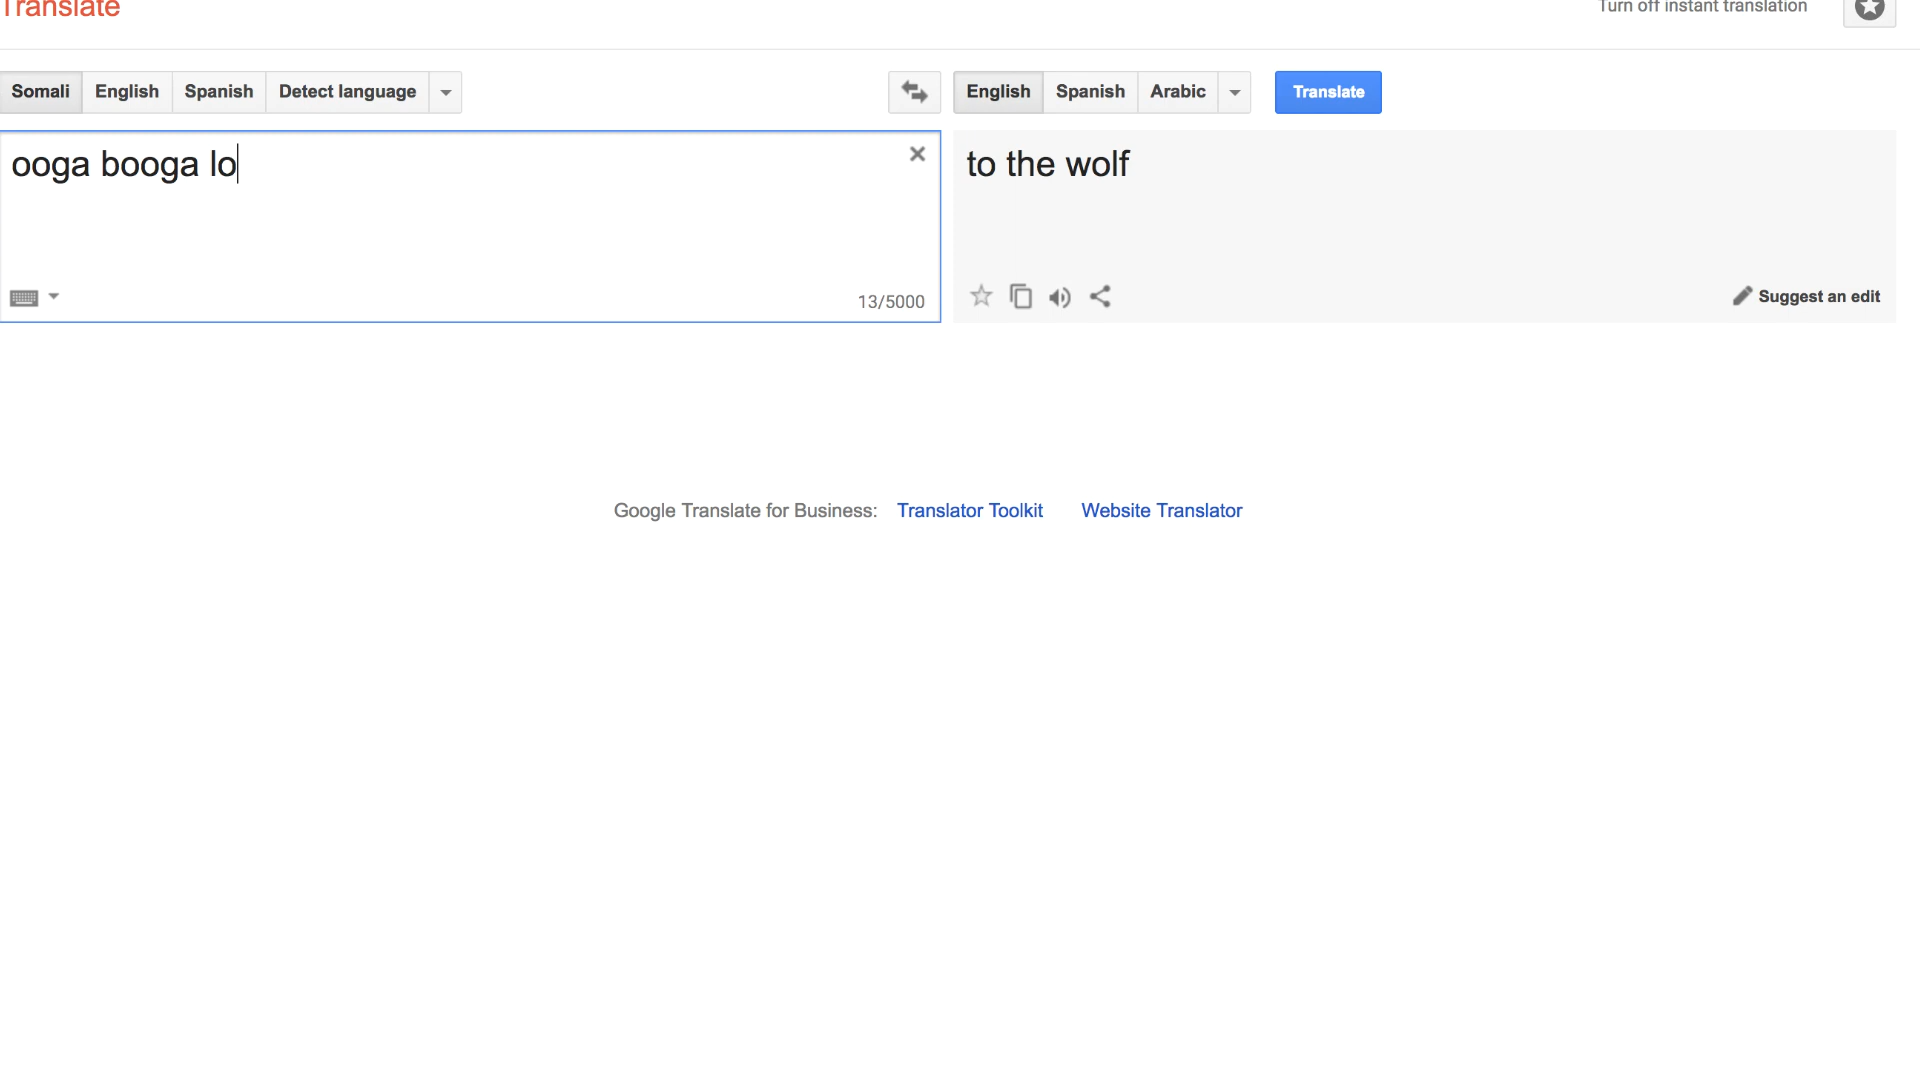 Translate
Turn off instant translation
Somali English Spanish Detect language
English Spanish Arabic Translate
ooga booga lo
to the wolf
13/5000
Suggest an edit
Google Translate for Business: Translator Toolkit Website Translator